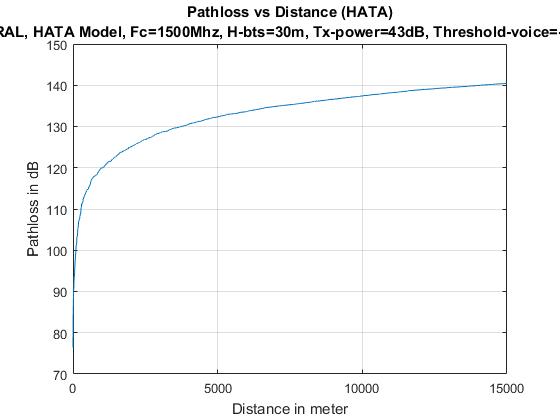 Pathloss vs Distance (HATA)
RAL, HATA Model, Fc=1500Mhz, H-bts=30m, Tx-power=43dB, Threshold-voice=-
150
140
130
120
110
100
90
80
70
Pathloss in dB
0 5000 10000 15000
Distance in meter